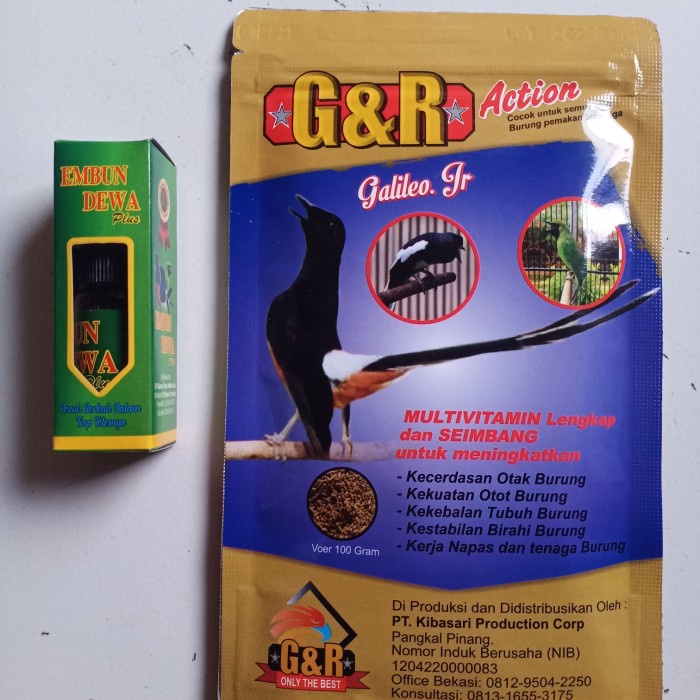 EMBUN
DEWA
Plus
UN
EWA
Plus
G&R
Action
Cocok untuk
Burung
Galileo. Jr
MULTIVITAMIN Lengkap
dan SEIMBANG
untuk meningkatkan
- Kecerdasan Otak Burung
- Kekuatan Otot Burung
- Kekebalan Tubuh Burung
- Kestabilan Birahi Burung
- Kerja Napas dan tenaga Burung
Voer 100 Gram
G&R
ONLY THE BEST
Di Produksi dan Didistribusikan Oleh :
PT. Kibasari Production Corp
Pangkal Pinang.
Nomor Induk Berusaha (NIB)
1204220000083
Office Bekasi: 0812-9504-2250
Konsultasi: 0813-1655-3175